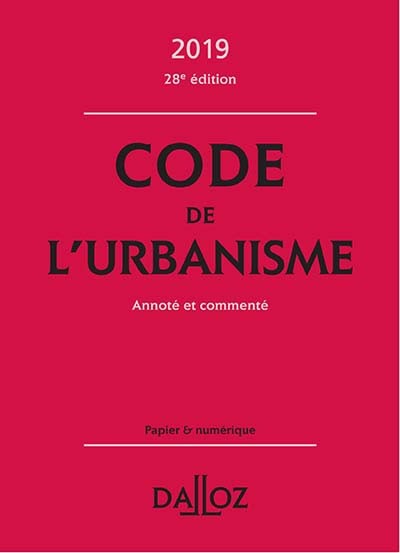 2019
28e édition
CODE
DE
L'URBANISME
Annoté et commenté
Papier & numérique
DALLOZ